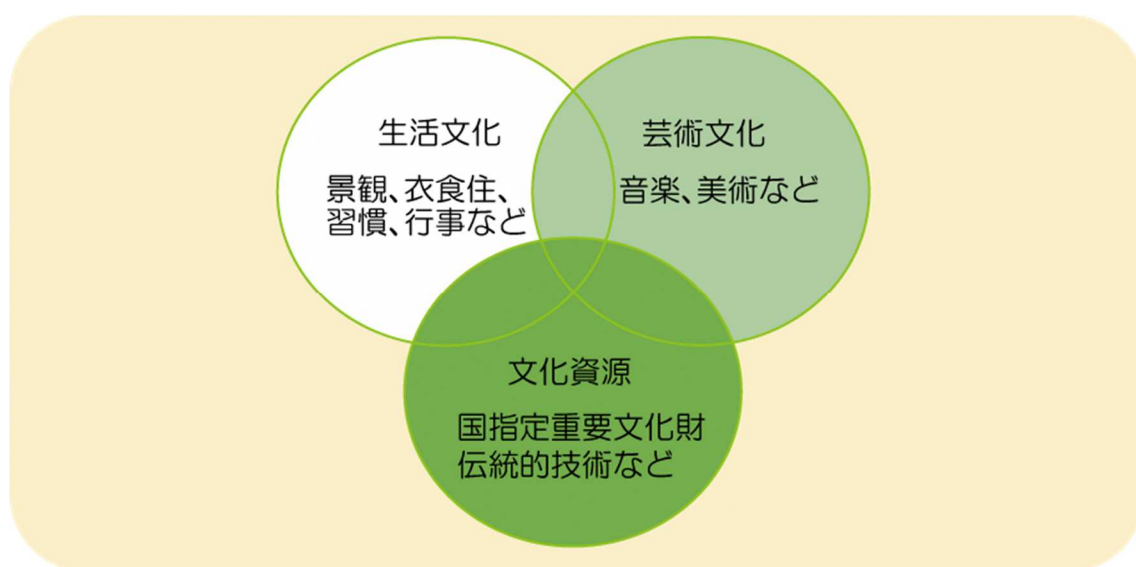 生活文化
景観、衣食住、
習慣、行事など
芸術文化
音楽、美術など
文化資源
国指定重要文化財
伝統的技術など